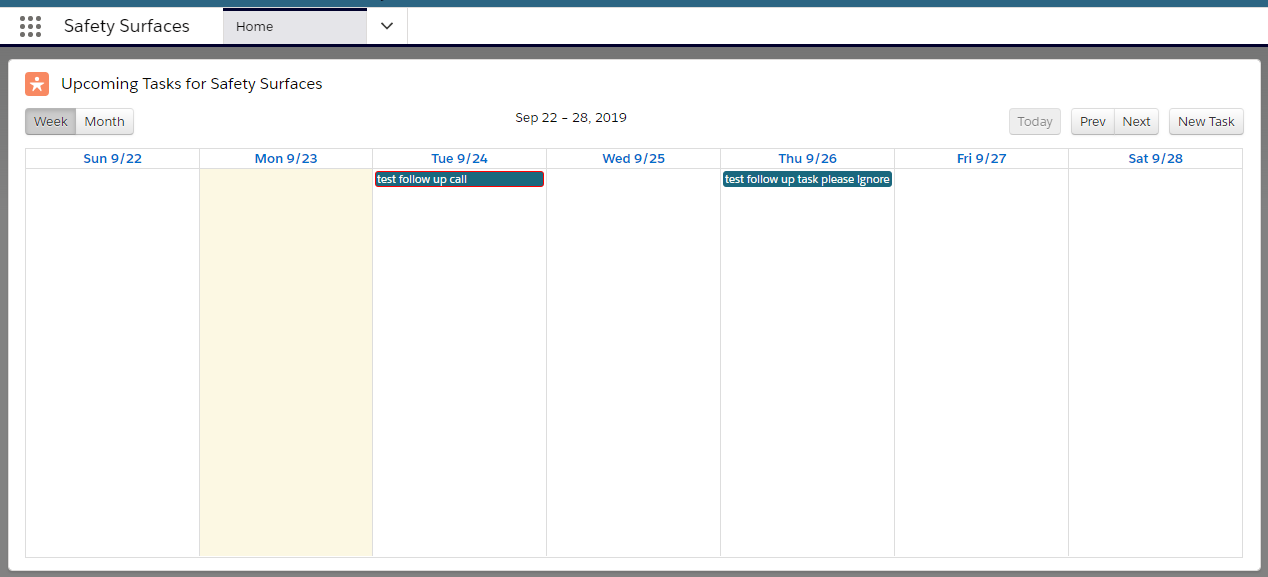 Safety Surfaces
Home
Upcoming Tasks for Safety Surfaces
Week Month
Sep 22 – 28, 2019
Today Prev Next New Task
Sun 9/22 Mon 9/23 Tue 9/24 Wed 9/25 Thu 9/26 Fri 9/27 Sat 9/28
test follow up call
test follow up task please Ignore